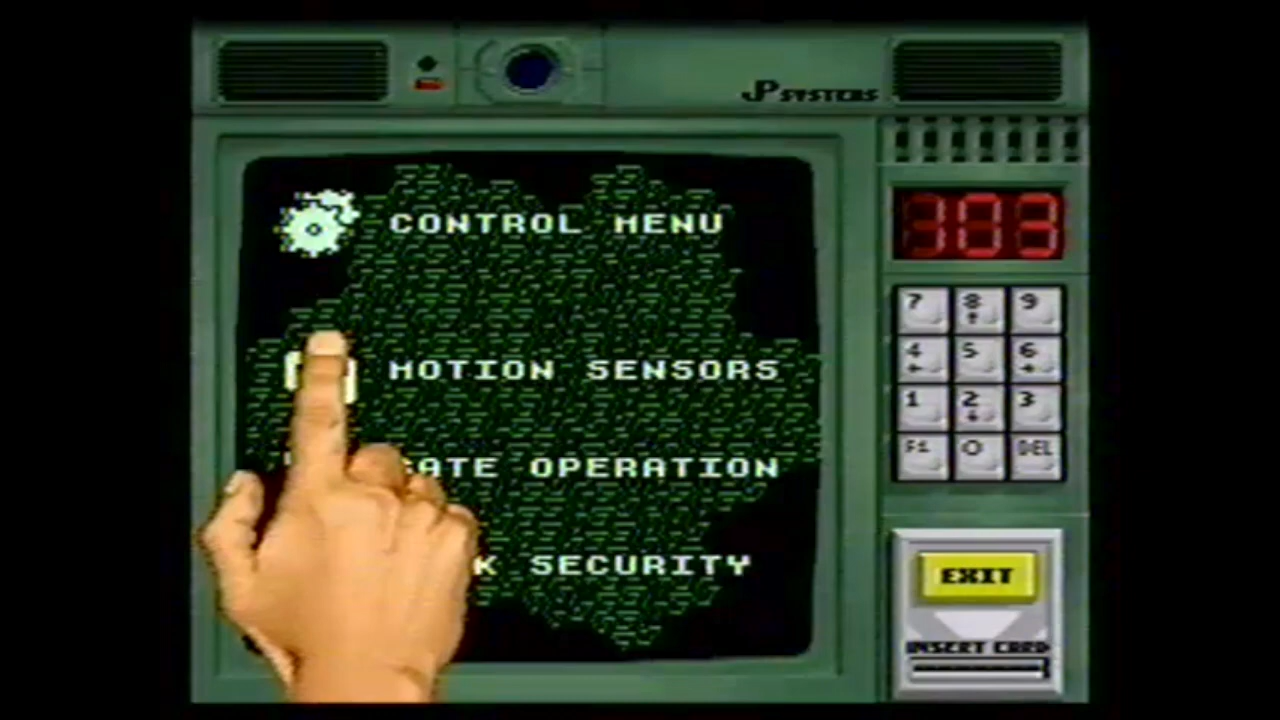 JP SYSTEMS
CONTROL MENU
303
7 8 9
MOTION SENSORS
4 5 6
1 2 3
F1 0 DEL
GATE OPERATION
K SECURITY
EXIT
INSERT CARD